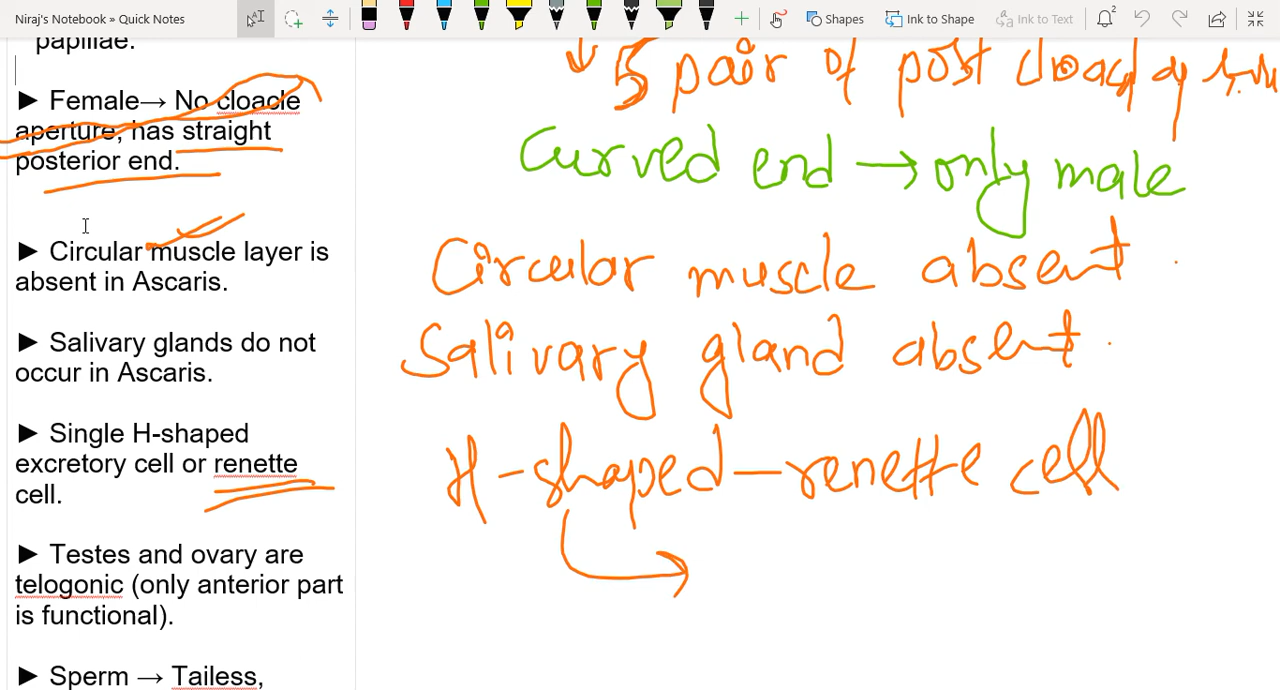 Niraj's Notebook » Quick Notes
Shapes
Ink to Shape
Ink to Text
2
papillae.
► Female→ No cloacle
aperture, has straight
posterior end.
► Circular muscle layer is
absent in Ascaris.
► Salivary glands do not
occur in Ascaris.
► Single H-shaped
excretory cell or renette
cell.
► Testes and ovary are
telogonic (only anterior part
is functional).
► Sperm → Tailess,
↓ 5 pair of post
Curved end → only male
Circular muscle absent
Salivary gland absent
H-shaped-renette cell